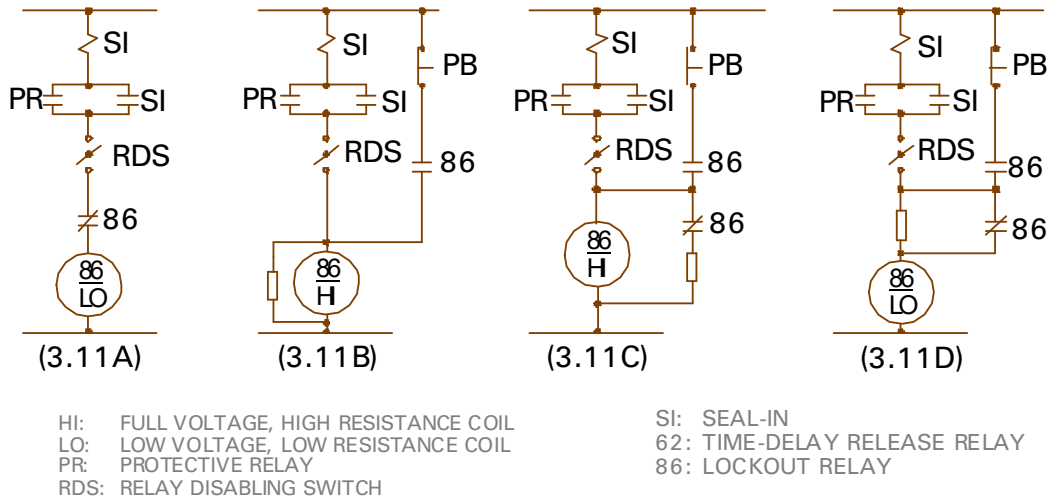 SI
PR SI
RDS
86
86
LO
(3.11A)
SI
PB
PR SI
RDS
86
86
HI
(3.11B)
SI
PB
PR SI
RDS
86
86
86
HI
(3.11C)
SI
PB
PR SI
RDS
86
86
86
LO
(3.11D)
HI: FULL VOLTAGE, HIGH RESISTANCE COIL
LO: LOW VOLTAGE, LOW RESISTANCE COIL
PR: PROTECTIVE RELAY
RDS: RELAY DISABLING SWITCH
SI: SEAL-IN
62: TIME-DELAY RELEASE RELAY
86: LOCKOUT RELAY